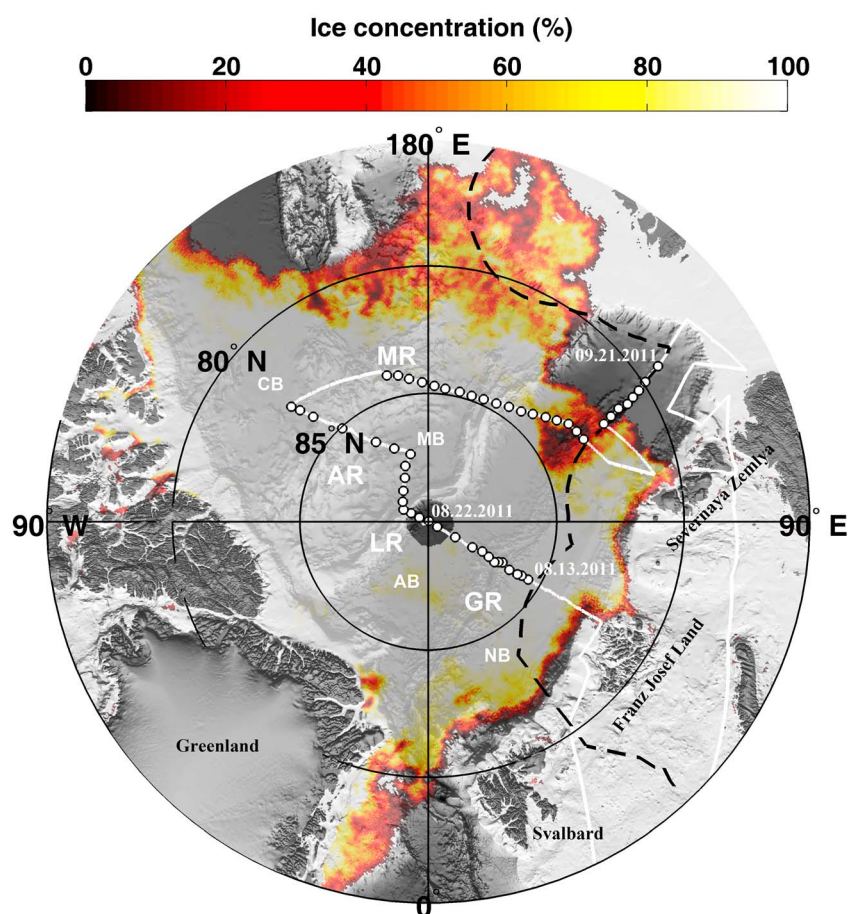 Ice concentration (%)
0 20 40 60 80 100
180° E
80° N
CB
MR
09.21.2011
85° N
MB
AR
Severnaya Zemlya
90° W
08.22.2011
90° E
LR
AB
08.13.2011
GR
NB
Franz Josef Land
Greenland
Svalbard
0°